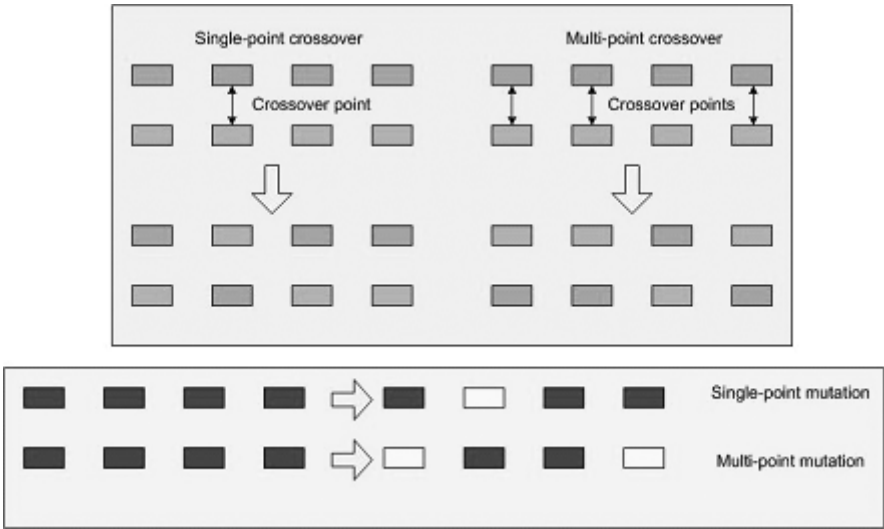 Single-point crossover
Multi-point crossover
Crossover point
Crossover points
Single-point mutation
Multi-point mutation